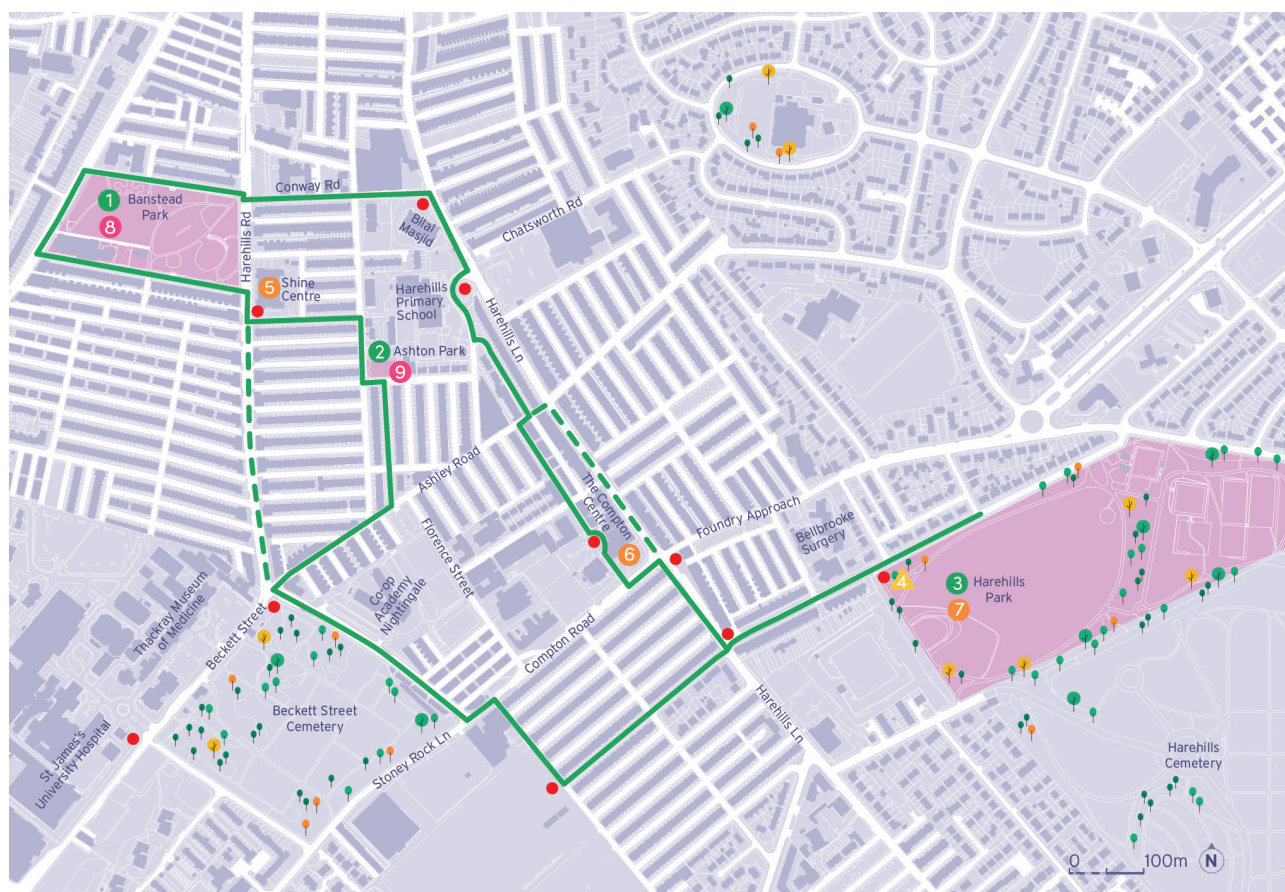 Conway Rd
1
Banstead
Park
8
Harehills Rd
Bilal
Masjid
Chatsworth Rd
5
Shine
Centre
Harehills
Primary
School
Harehills Ln
2
Ashton Park
9
Ashley Road
Florence Street
The Compton
Centre
6
Foundry Approach
Bellbrooke
Surgery
4
3
Harehills
Park
7
Co-op
Academy
Nightingale
Compton Road
Thackray Museum
of Medicine
Beckett Street
Beckett Street
Cemetery
St James's
University Hospital
Stoney Rock Ln
Harehills Ln
Harehills
Cemetery
0
100m
N